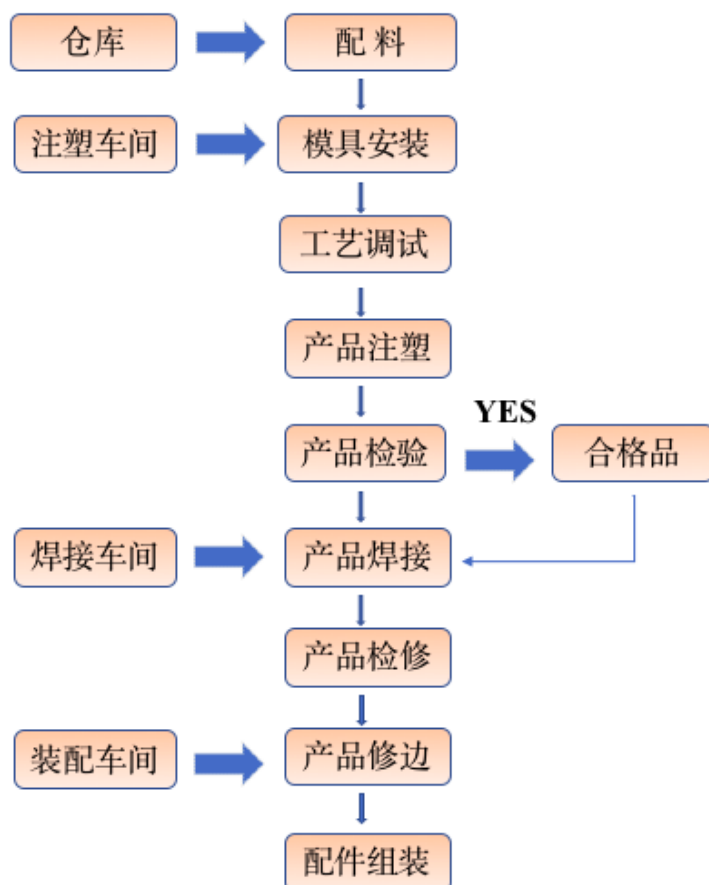 仓库
配 料
注塑车间
模具安装
工艺调试
产品注塑
YES
产品检验
合格品
焊接车间
产品焊接
产品检修
装配车间
产品修边
配件组装